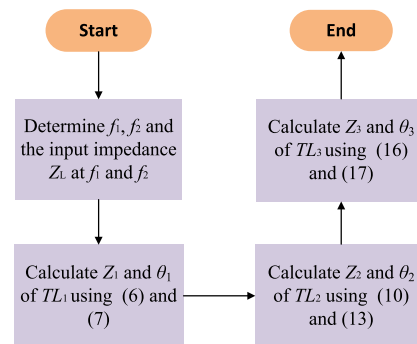 Start
Determine f₁, f₂ and
the input impedance
Z_L at f₁ and f₂
Calculate Z₁ and θ₁
of TL₁ using (6) and
(7)
Calculate Z₂ and θ₂
of TL₂ using (10)
and (13)
Calculate Z₃ and θ₃
of TL₃ using (16)
and (17)
End